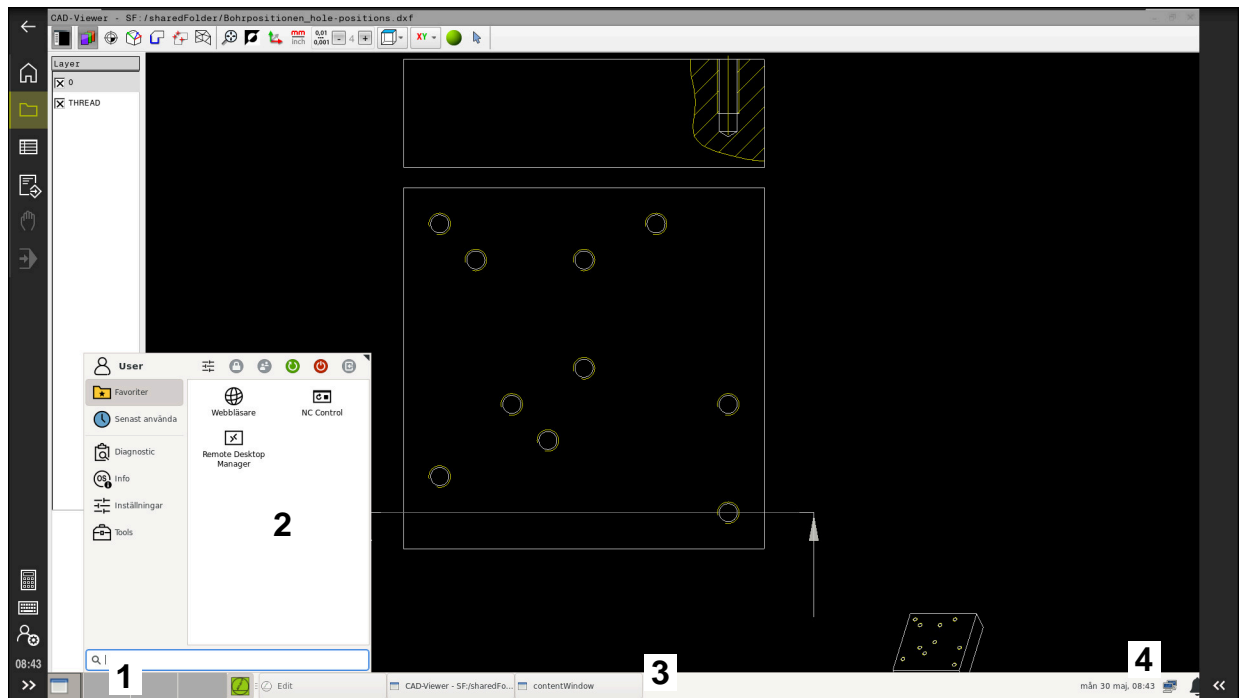 CAD-Viewer - SF:/sharedFolder/Bohrpositionen_hole-positions.dxf
mm
inch
0,01
0,001
4
XY
Layer
0
THREAD
User
Favoriter
Senast använda
Diagnostic
OS
Info
Inställningar
Tools
Webbläsare
NC Control
Remote Desktop
Manager
2
1
3
4
08:43
Edit
CAD-Viewer - SF:/sharedFo...
contentWindow
mån 30 maj, 08:43